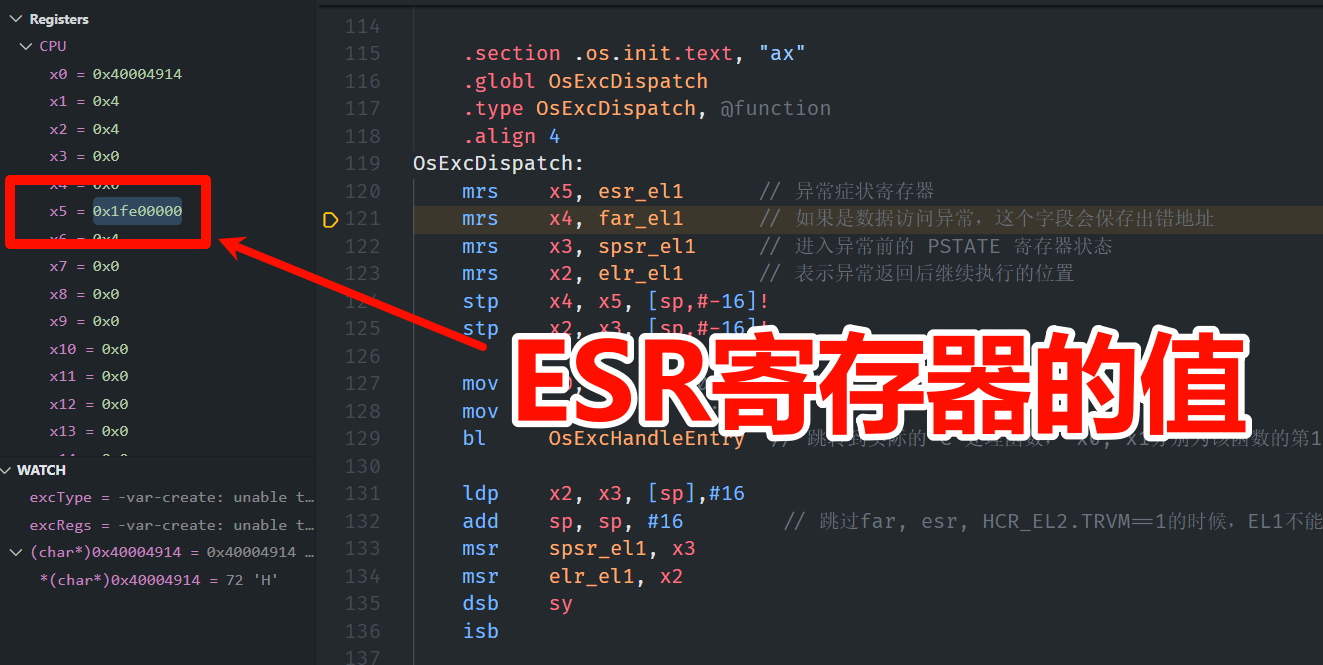 Registers
CPU
x0 = 0x40004914
x1 = 0x4
x2 = 0x4
x3 = 0x0
x4 = 0x0
x5 = 0x1fe00000
x6 = 0x4
x7 = 0x0
x8 = 0x0
x9 = 0x0
x10 = 0x0
x11 = 0x0
x12 = 0x0
x13 = 0x0
WATCH
excType = -var-create: unable t…
excRegs = -var-create: unable t…
(char*)0x40004914 = 0x40004914 …
*(char*)0x40004914 = 72 'H'
114
115 .section .os.init.text, "ax"
116 .globl OsExcDispatch
117 .type OsExcDispatch, @function
118 .align 4
119 OsExcDispatch:
120 mrs x5, esr_el1 // 异常症状寄存器
121 mrs x4, far_el1 // 如果是数据访问异常，这个字段会保存出错地址
122 mrs x3, spsr_el1 // 进入异常前的 PSTATE 寄存器状态
123 mrs x2, elr_el1 // 表示异常返回后继续执行的位置
124 stp x4, x5, [sp,#-16]!
125 stp x2, x3, [sp,#-16]!
126
127 mov
128 mov
129 bl OsExcHandleEntry // 跳转到实际的 C 处理函数， x0, x1分别为该函数的第1
130
131 ldp x2, x3, [sp],#16
132 add sp, sp, #16 // 跳过far, esr, HCR_EL2.TRVM==1的时候，EL1不能
133 msr spsr_el1, x3
134 msr elr_el1, x2
135 dsb sy
136 isb
137
ESR寄存器的值